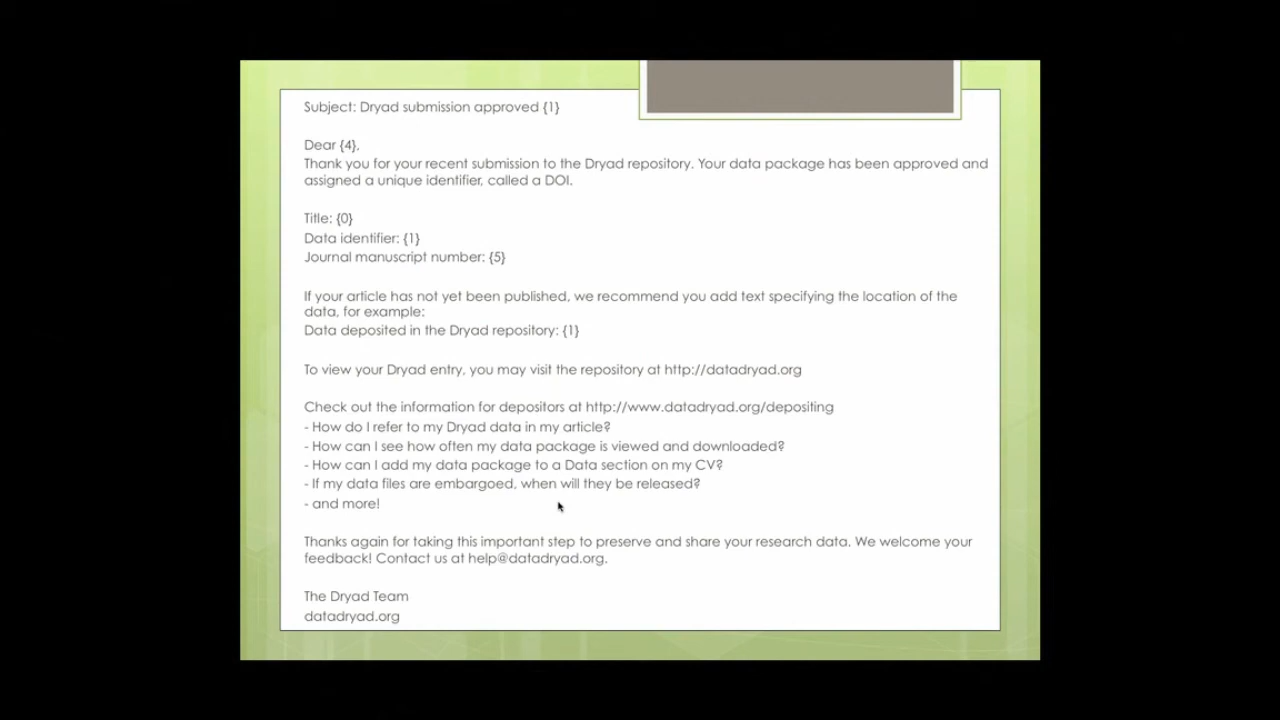 Subject: Dryad submission approved {1}
Dear {4},
Thank you for your recent submission to the Dryad repository. Your data package has been approved and
assigned a unique identifier, called a DOI.
Title: {0}
Data identifier: {1}
Journal manuscript number: {5}
If your article has not yet been published, we recommend you add text specifying the location of the
data, for example:
Data deposited in the Dryad repository: {1}
To view your Dryad entry, you may visit the repository at http://datadryad.org
Check out the information for depositors at http://www.datadryad.org/depositing
- How do I refer to my Dryad data in my article?
- How can I see how often my data package is viewed and downloaded?
- How can I add my data package to a Data section on my CV?
- If my data files are embargoed, when will they be released?
- and more!
Thanks again for taking this important step to preserve and share your research data. We welcome your
feedback! Contact us at help@datadryad.org.
The Dryad Team
datadryad.org